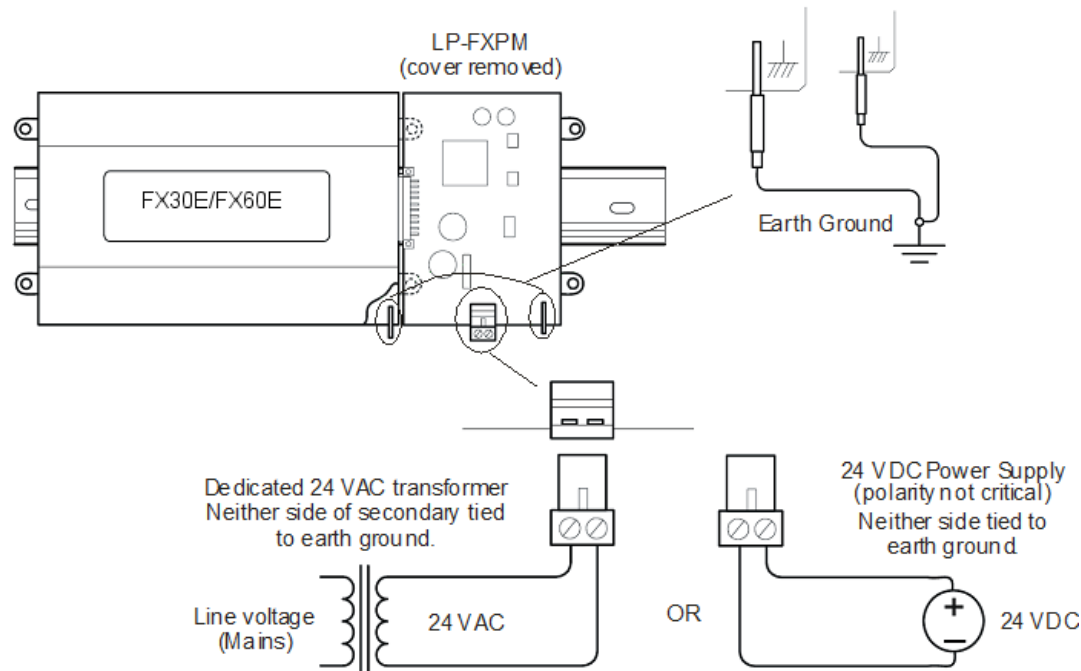 LP-FXPM
(cover removed)
FX30E/FX60E
Earth Ground
Dedicated 24 VAC transformer
Neither side of secondary tied
to earth ground.
24 VDC Power Supply
(polarity not critical)
Neither side tied to
earth ground
Line voltage
(Mains)
24 VAC
OR
+
−
24 VDC